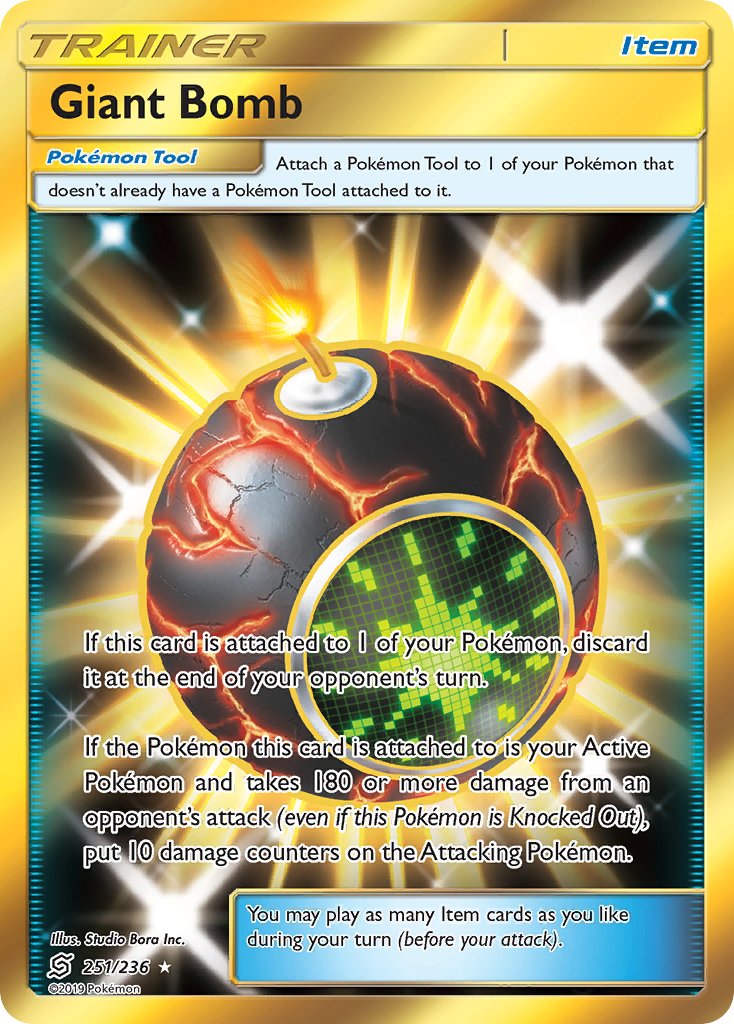 TRAINER
Item
Giant Bomb
Pokémon Tool
Attach a Pokémon Tool to 1 of your Pokémon that
doesn't already have a Pokémon Tool attached to it.
If this card is attached to 1 of your Pokémon, discard
it at the end of your opponent's turn.
If the Pokémon this card is attached to is your Active
Pokémon and takes 180 or more damage from an
opponent's attack (even if this Pokémon is Knocked Out),
put 10 damage counters on the Attacking Pokémon.
You may play as many Item cards as you like
during your turn (before your attack).
Illus. Studio Bora Inc.
251/236 ★
©2019 Pokémon